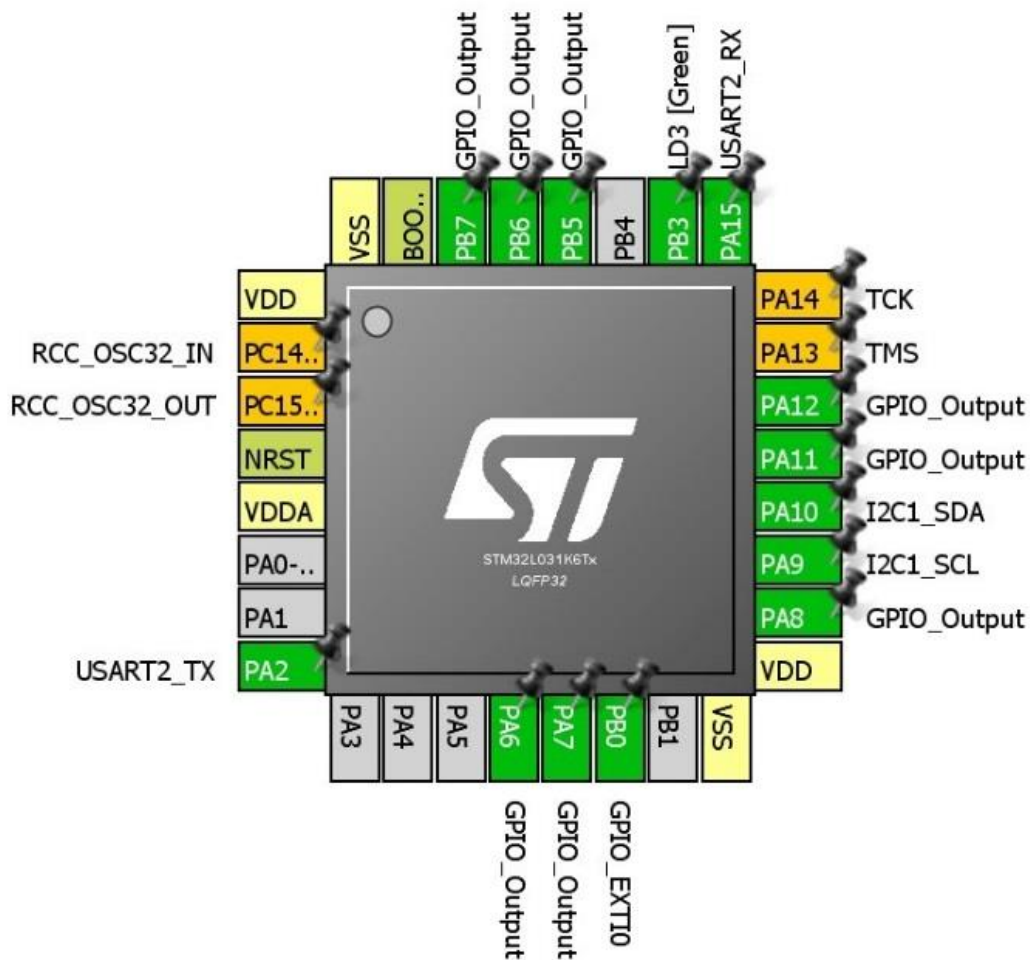 GPIO_Output
GPIO_Output
GPIO_Output
LD3 [Green]
USART2_RX
VSS
BOO..
PB7
PB6
PB5
PB4
PB3
PA15
VDD
RCC_OSC32_IN PC14..
RCC_OSC32_OUT PC15..
NRST
VDDA
PA0-..
PA1
USART2_TX PA2
PA14 TCK
PA13 TMS
PA12 GPIO_Output
PA11 GPIO_Output
PA10 I2C1_SDA
PA9 I2C1_SCL
PA8 GPIO_Output
VDD
ST
STM32L031K6Tx
LQFP32
PA3
PA4
PA5
PA6
PA7
PB0
PB1
VSS
GPIO_Output
GPIO_Output
GPIO_EXTI0